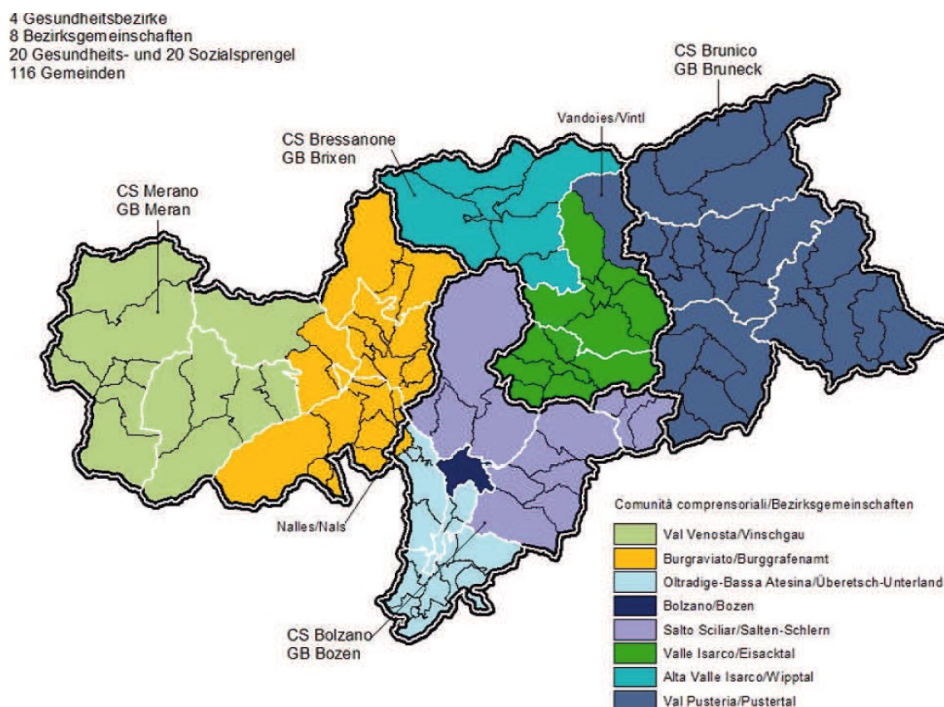 4 Gesundheitsbezirke
8 Bezirksgemeinschaften
20 Gesundheits- und 20 Sozialsprengel
116 Gemeinden
CS Brunico
GB Bruneck
Vandoies/Vintl
CS Bressanone
GB Brixen
CS Merano
GB Meran
Nalles/Nals
CS Bolzano
GB Bozen
Comunità comprensoriali/Bezirksgemeinschaften
Val Venosta/Vinschgau
Burgraviato/Burggrafenamt
Oltradige-Bassa Atesina/Überetsch-Unterland
Bolzano/Bozen
Salto Sciliar/Salten-Schlern
Valle Isarco/Eisacktal
Alta Valle Isarco/Wipptal
Val Pusteria/Pustertal